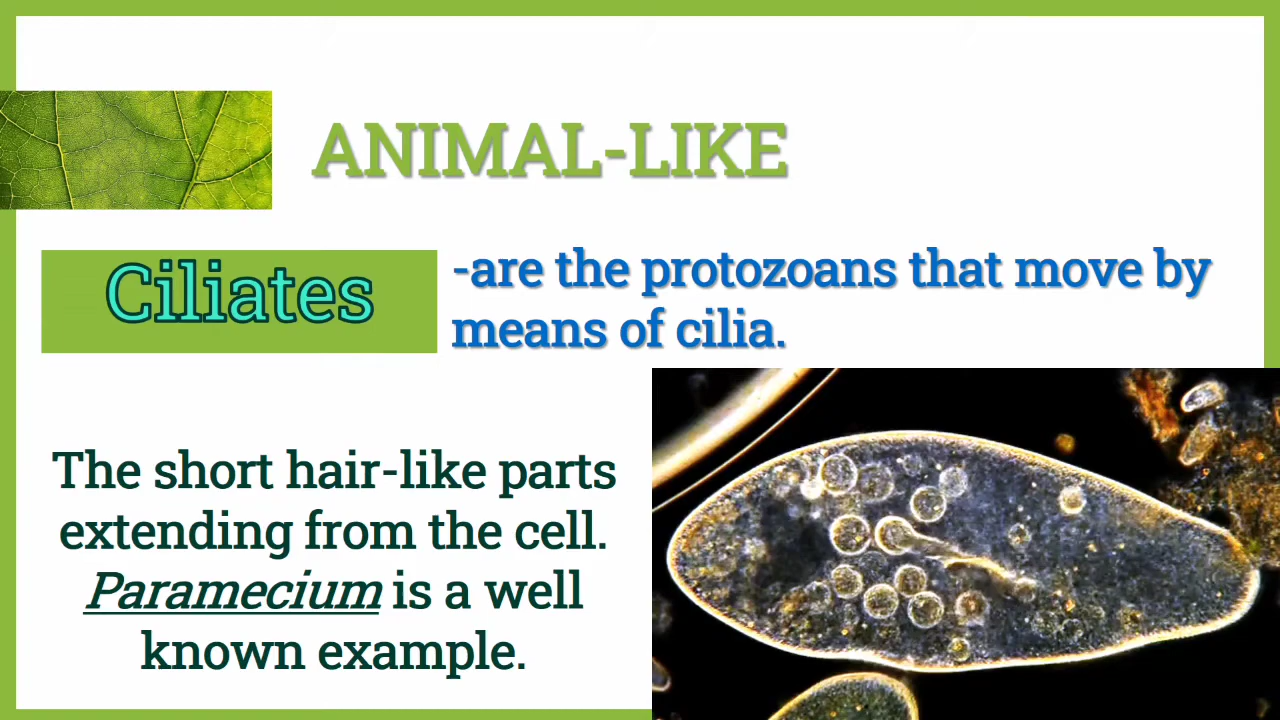 ANIMAL-LIKE
Ciliates
-are the protozoans that move by
means of cilia.
The short hair-like parts
extending from the cell.
Paramecium is a well
known example.